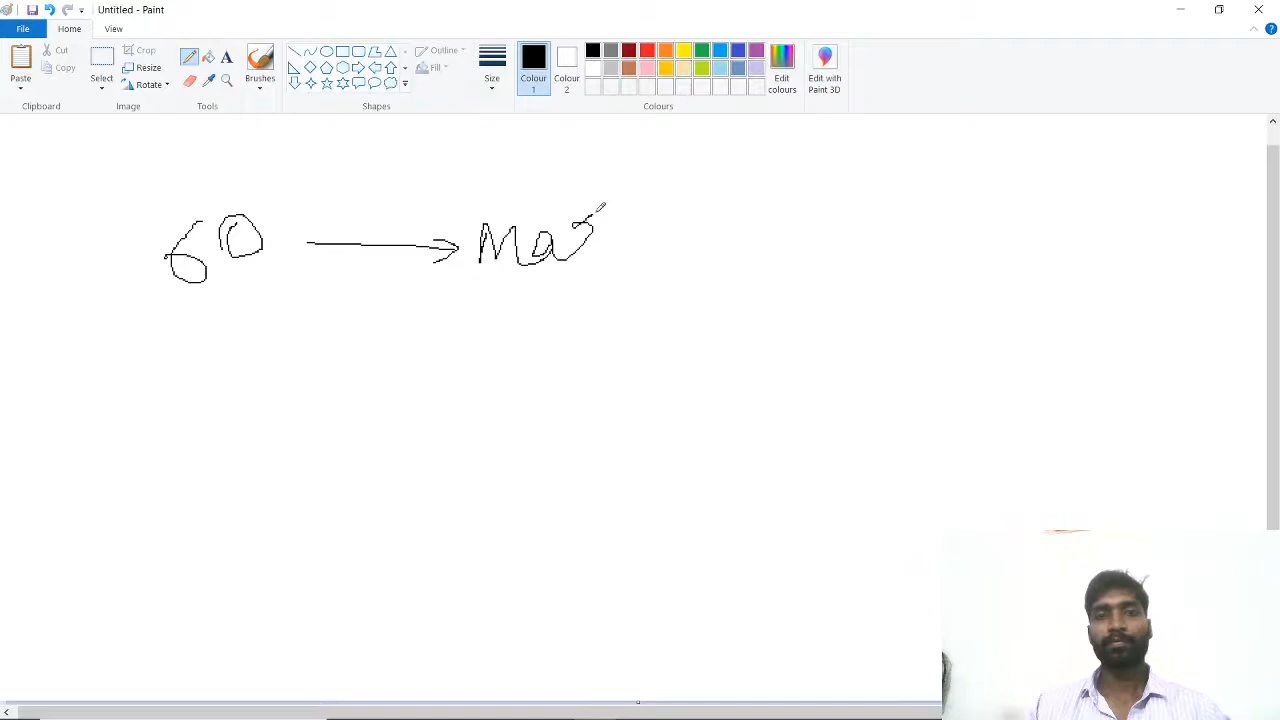 Untitled - Paint
File Home View
Paste
Cut
Copy
Clipboard
Select
Crop
Resize
Rotate
Image
Tools
Brushes
Shapes
Outline
Fill
Size
Colour 1
Colour 2
Colours
Edit colours
Edit with Paint 3D
60 → Mar